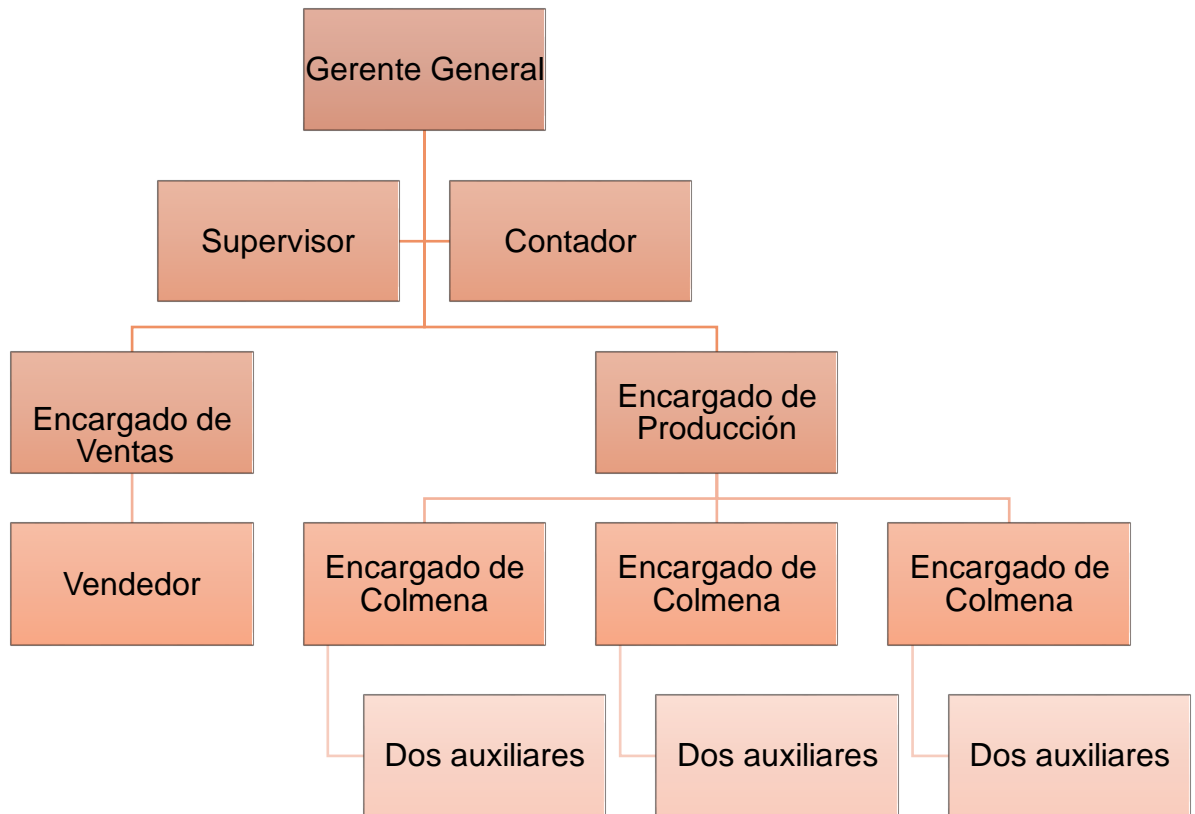 Gerente General
Supervisor
Contador
Encargado de
Ventas
Encargado de
Producción
Vendedor
Encargado de
Colmena
Encargado de
Colmena
Encargado de
Colmena
Dos auxiliares
Dos auxiliares
Dos auxiliares